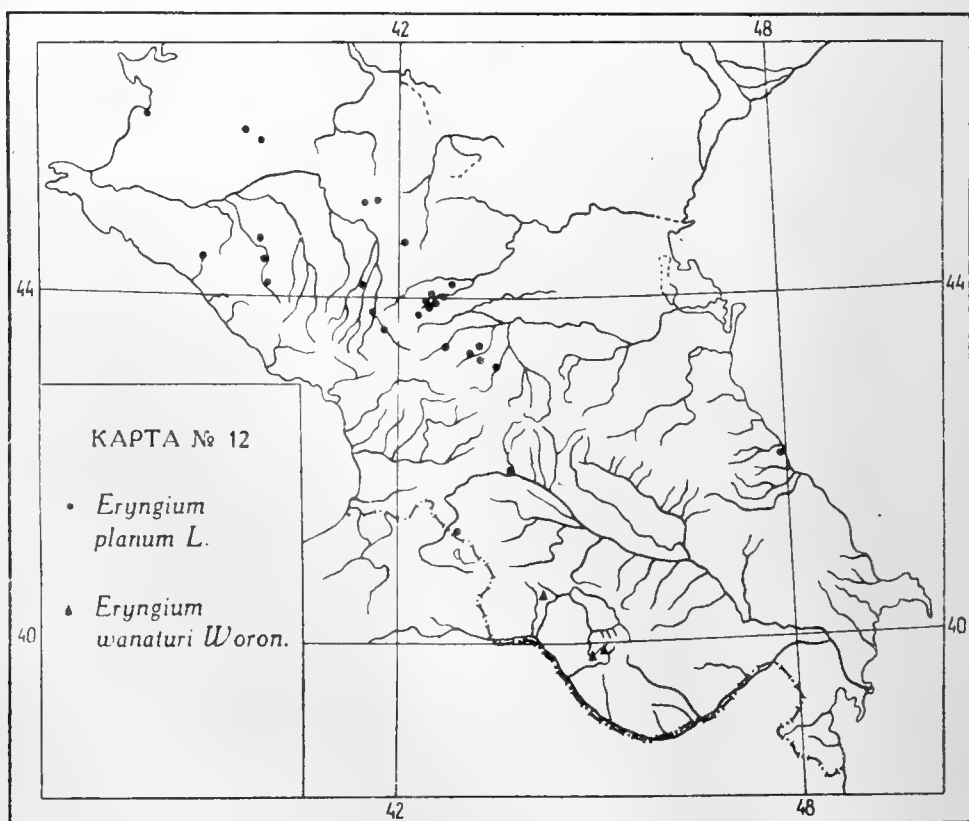 42 48
44 44
КАРТА № 12
Eryngium
planum L.
Eryngium
wanaturi Woron.
40 40
42 48